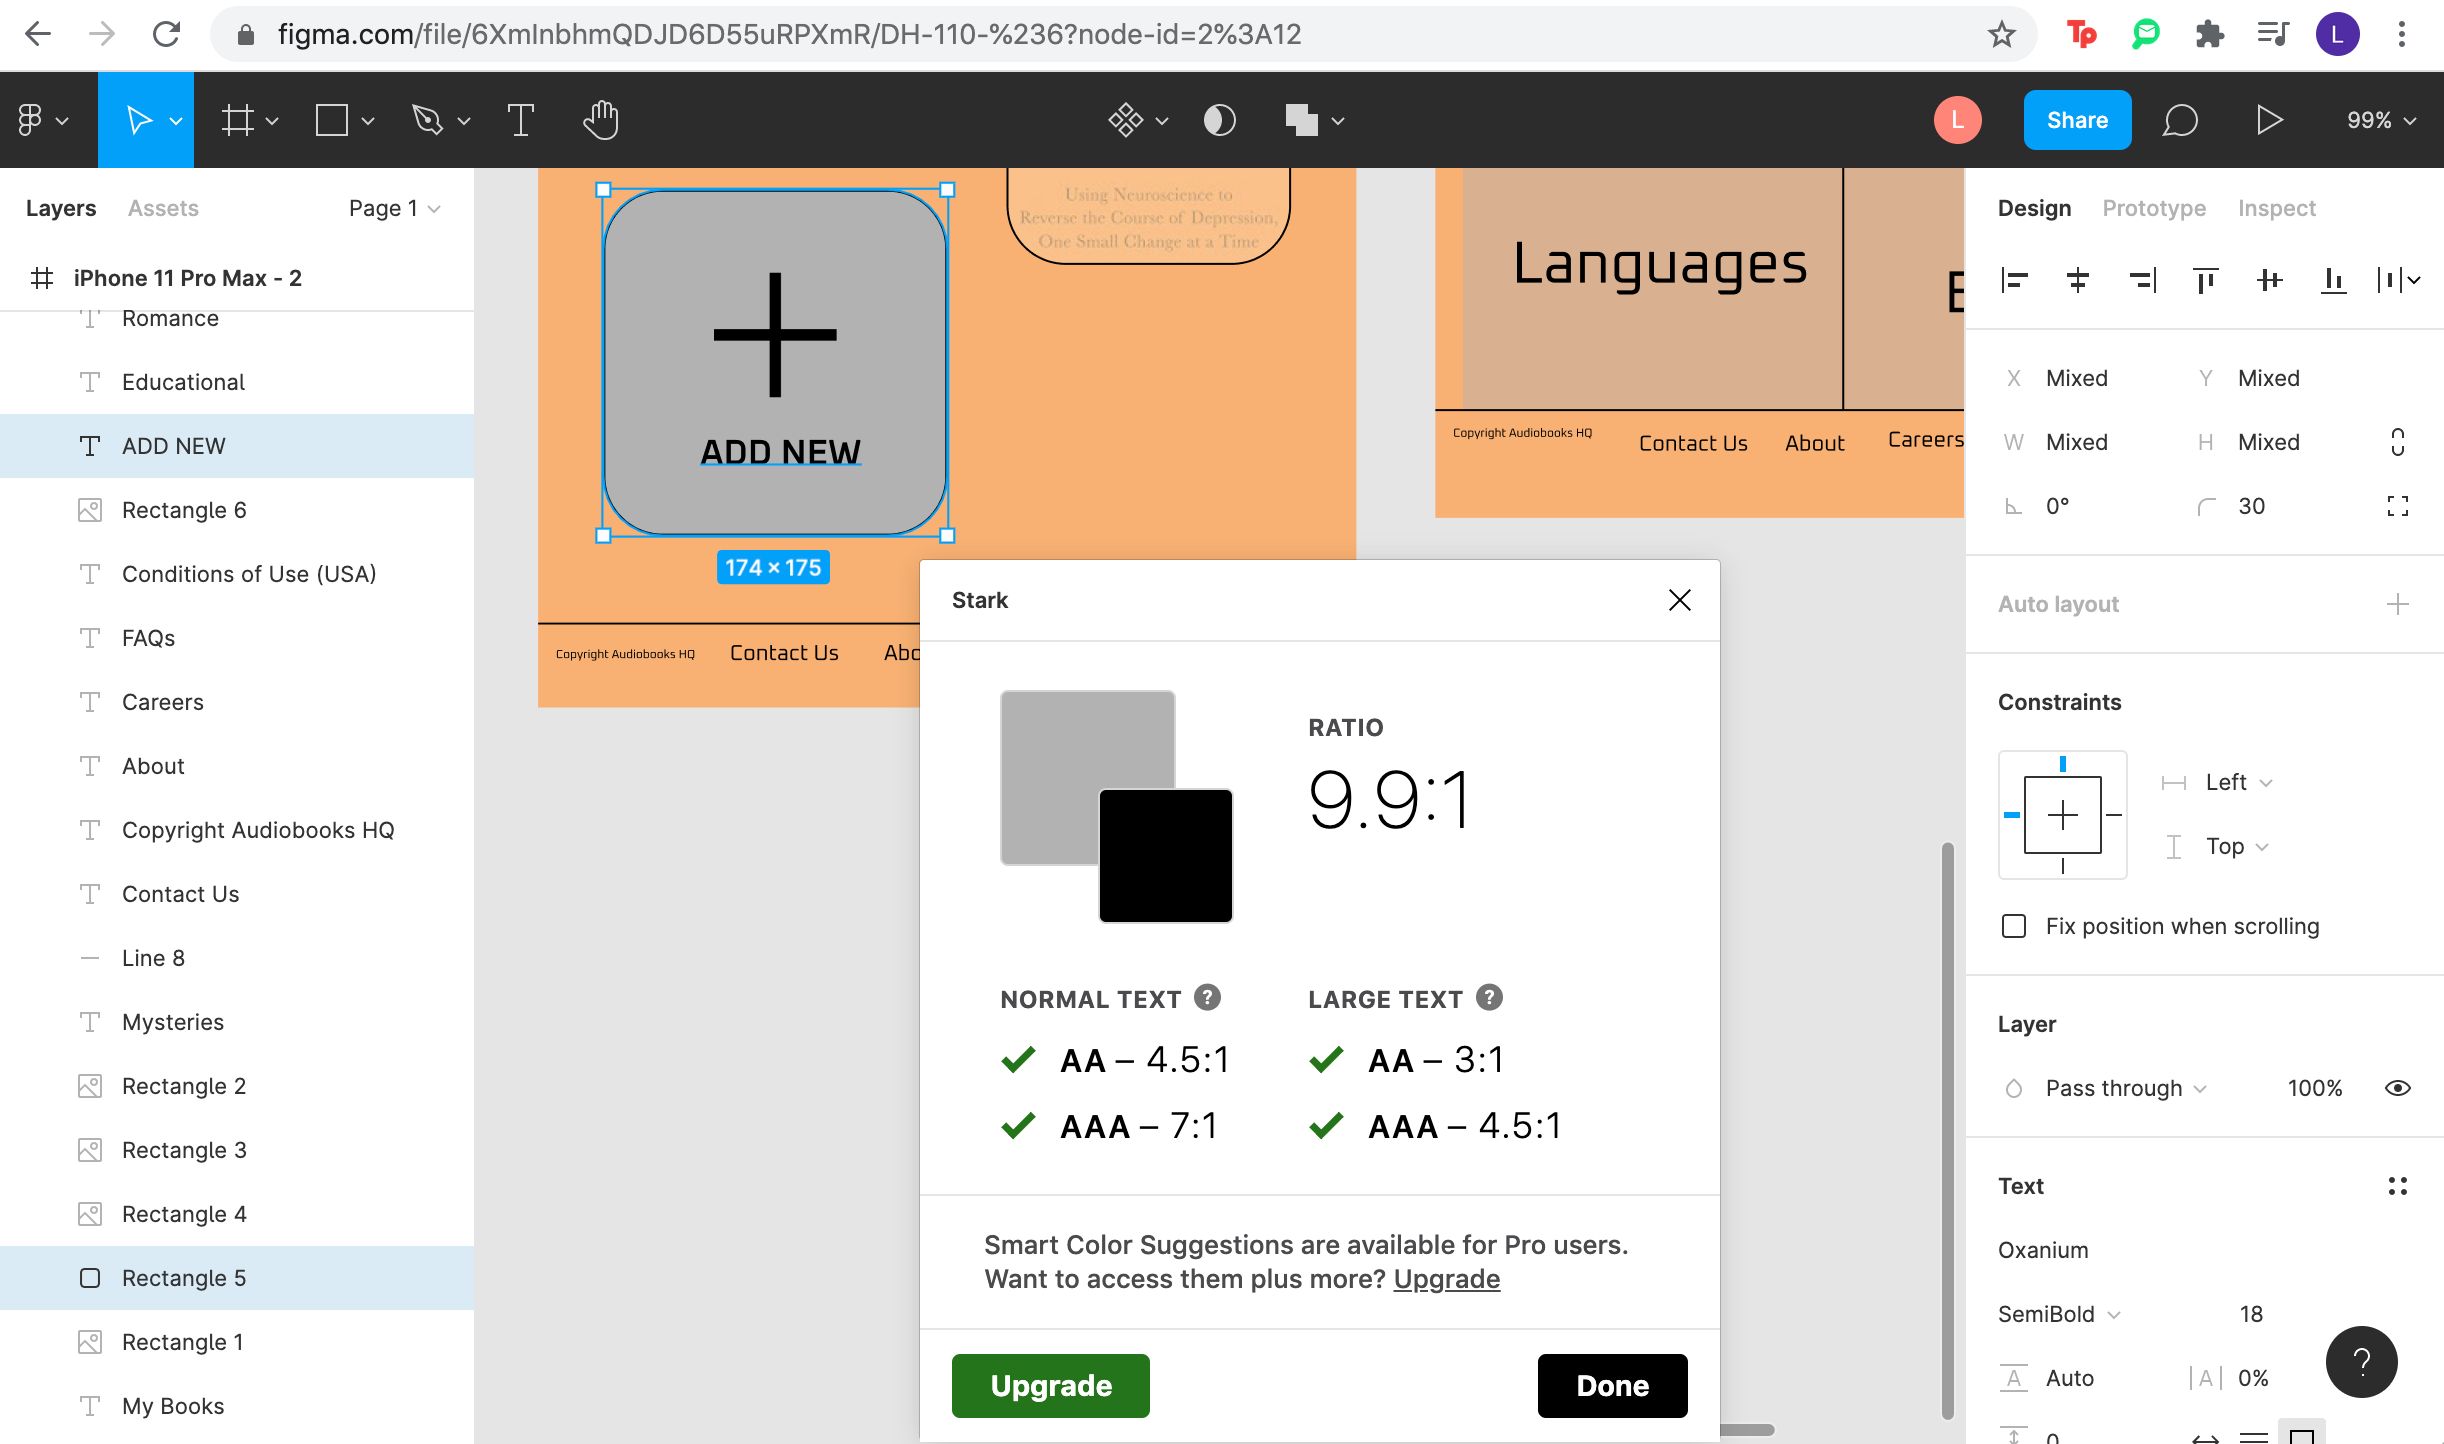 figma.com/file/6XmInbhmQDJD6D55uRPXmR/DH-110-%236?node-id=2%3A12
Tp
L
L
Share
99%
Layers
Assets
Page 1
iPhone 11 Pro Max - 2
Romance
Educational
ADD NEW
Rectangle 6
Conditions of Use (USA)
FAQs
Careers
About
Copyright Audiobooks HQ
Contact Us
Line 8
Mysteries
Rectangle 2
Rectangle 3
Rectangle 4
Rectangle 5
Rectangle 1
My Books
Using Neuroscience to
Reverse the Course of Depression,
One Small Change at a Time
ADD NEW
174 × 175
Copyright Audiobooks HQ
Contact Us
Abo
Languages
E
Copyright Audiobooks HQ
Contact Us
About
Careers
Stark
RATIO
9.9:1
NORMAL TEXT ?
AA – 4.5:1
AAA – 7:1
LARGE TEXT ?
AA – 3:1
AAA – 4.5:1
Smart Color Suggestions are available for Pro users.
Want to access them plus more? Upgrade
Upgrade
Done
Design
Prototype
Inspect
X Mixed
Y Mixed
W Mixed
H Mixed
0°
30
Auto layout
Constraints
Left
Top
Fix position when scrolling
Layer
Pass through
100%
Text
Oxanium
SemiBold
18
A Auto
A 0%
0
?